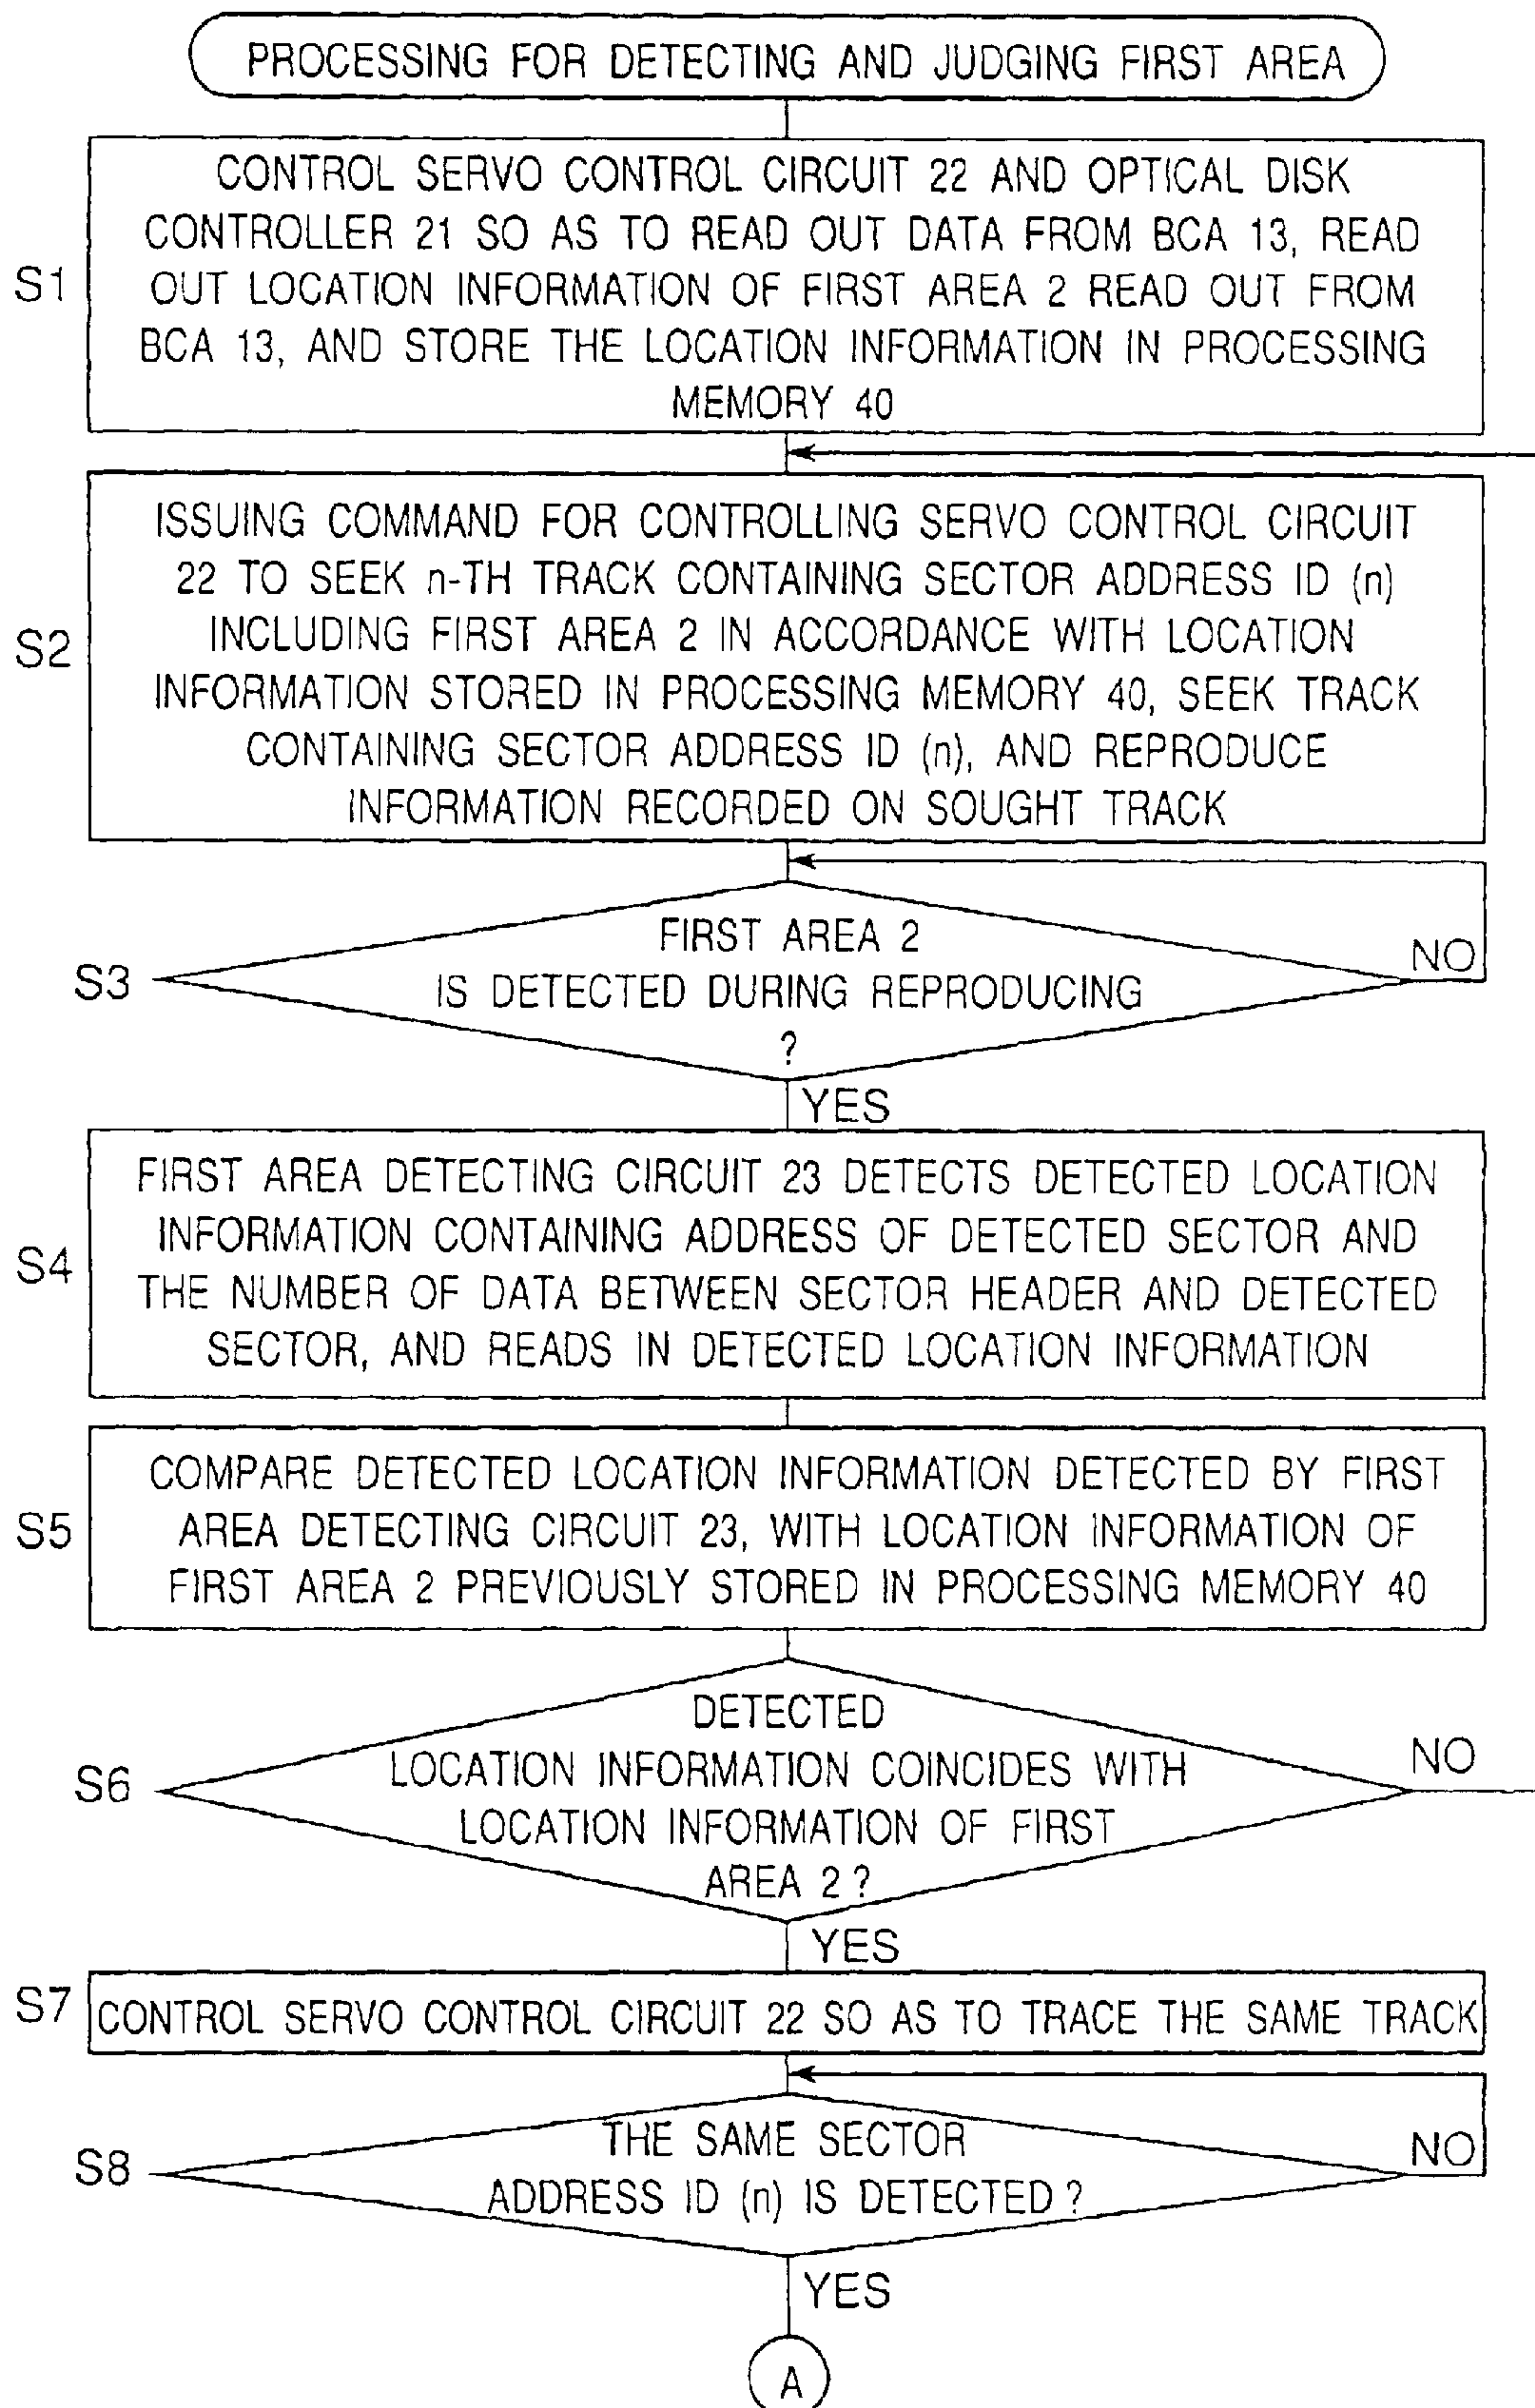 PROCESSING FOR DETECTING AND JUDGING FIRST AREA
S1
CONTROL SERVO CONTROL CIRCUIT 22 AND OPTICAL DISK
CONTROLLER 21 SO AS TO READ OUT DATA FROM BCA 13, READ
OUT LOCATION INFORMATION OF FIRST AREA 2 READ OUT FROM
BCA 13, AND STORE THE LOCATION INFORMATION IN PROCESSING
MEMORY 40
S2
ISSUING COMMAND FOR CONTROLLING SERVO CONTROL CIRCUIT
22 TO SEEK n-TH TRACK CONTAINING SECTOR ADDRESS ID (n)
INCLUDING FIRST AREA 2 IN ACCORDANCE WITH LOCATION
INFORMATION STORED IN PROCESSING MEMORY 40, SEEK TRACK
CONTAINING SECTOR ADDRESS ID (n), AND REPRODUCE
INFORMATION RECORDED ON SOUGHT TRACK
S3
FIRST AREA 2
IS DETECTED DURING REPRODUCING
?
NO
YES
S4
FIRST AREA DETECTING CIRCUIT 23 DETECTS DETECTED LOCATION
INFORMATION CONTAINING ADDRESS OF DETECTED SECTOR AND
THE NUMBER OF DATA BETWEEN SECTOR HEADER AND DETECTED
SECTOR, AND READS IN DETECTED LOCATION INFORMATION
S5
COMPARE DETECTED LOCATION INFORMATION DETECTED BY FIRST
AREA DETECTING CIRCUIT 23, WITH LOCATION INFORMATION OF
FIRST AREA 2 PREVIOUSLY STORED IN PROCESSING MEMORY 40
S6
DETECTED
LOCATION INFORMATION COINCIDES WITH
LOCATION INFORMATION OF FIRST
AREA 2 ?
NO
YES
S7
CONTROL SERVO CONTROL CIRCUIT 22 SO AS TO TRACE THE SAME TRACK
S8
THE SAME SECTOR
ADDRESS ID (n) IS DETECTED ?
NO
YES
A